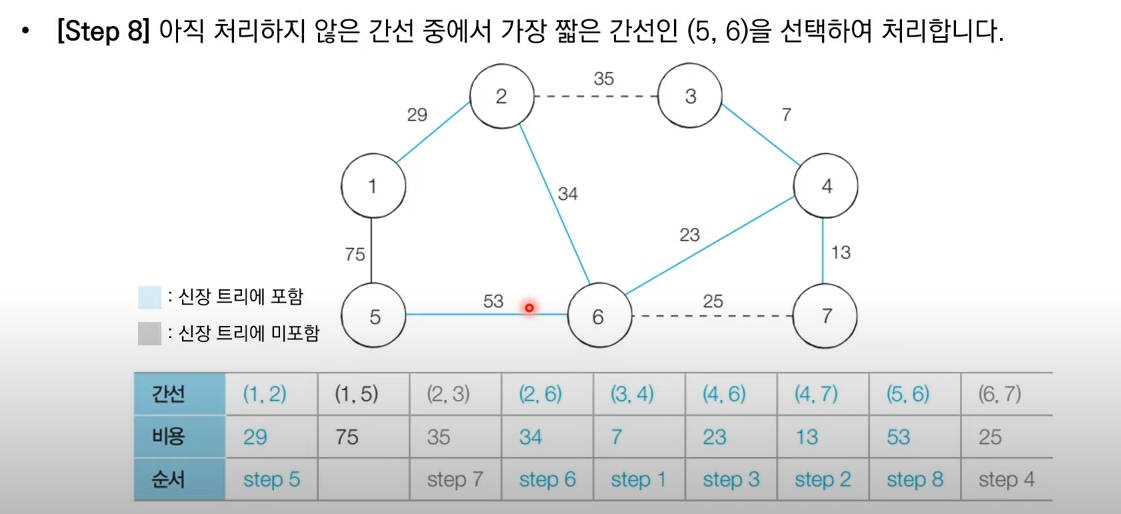 • [Step 8] 아직 처리하지 않은 간선 중에서 가장 짧은 간선인 (5, 6)을 선택하여 처리합니다.
35
2
3
29
7
1
34
4
23
75
13
: 신장 트리에 포함
53
25
5
6
7
: 신장 트리에 미포함
간선 (1, 2) (1, 5) (2, 3) (2, 6) (3, 4) (4, 6) (4, 7) (5, 6) (6, 7)
비용 29 75 35 34 7 23 13 53 25
순서 step 5 step 7 step 6 step 1 step 3 step 2 step 8 step 4